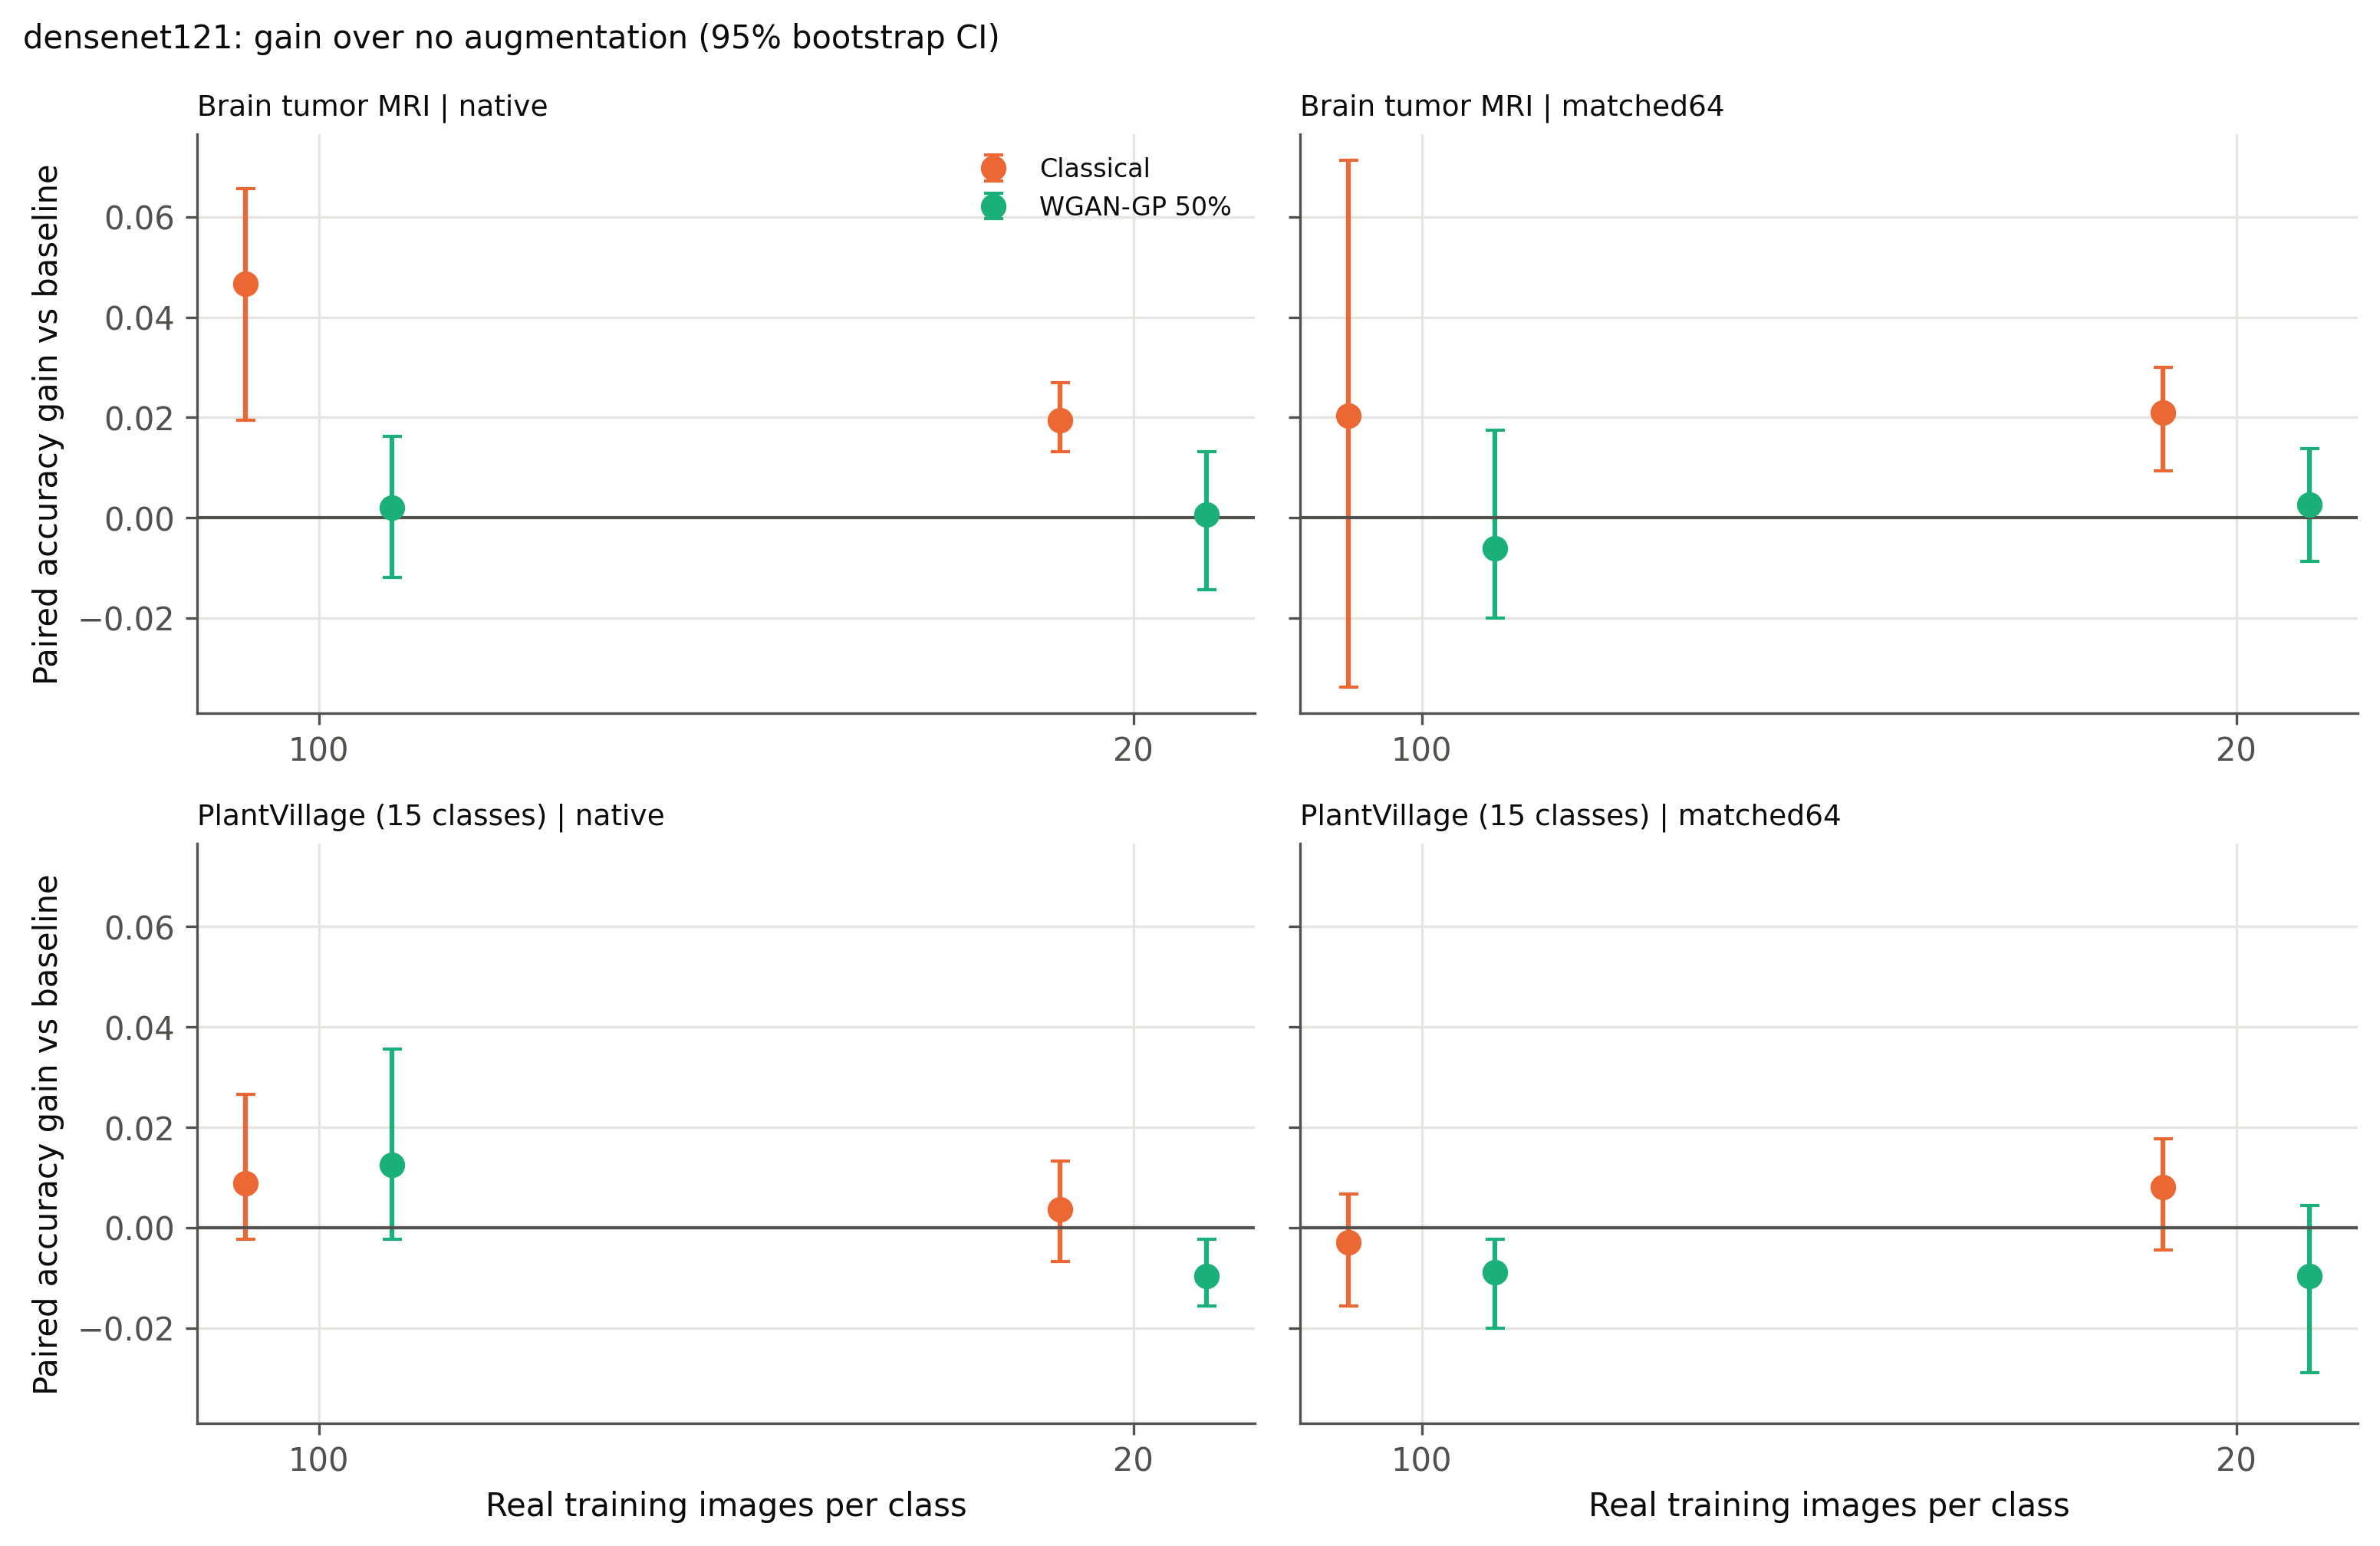 densenet121: gain over no augmentation (95% bootstrap CI)
Brain tumor MRI | native
Brain tumor MRI | matched64
Classical
WGAN-GP 50%
Paired accuracy gain vs baseline
0.06
0.04
0.02
0.00
−0.02
100
20
100
20
PlantVillage (15 classes) | native
PlantVillage (15 classes) | matched64
Paired accuracy gain vs baseline
0.06
0.04
0.02
0.00
−0.02
100
20
100
20
Real training images per class
Real training images per class